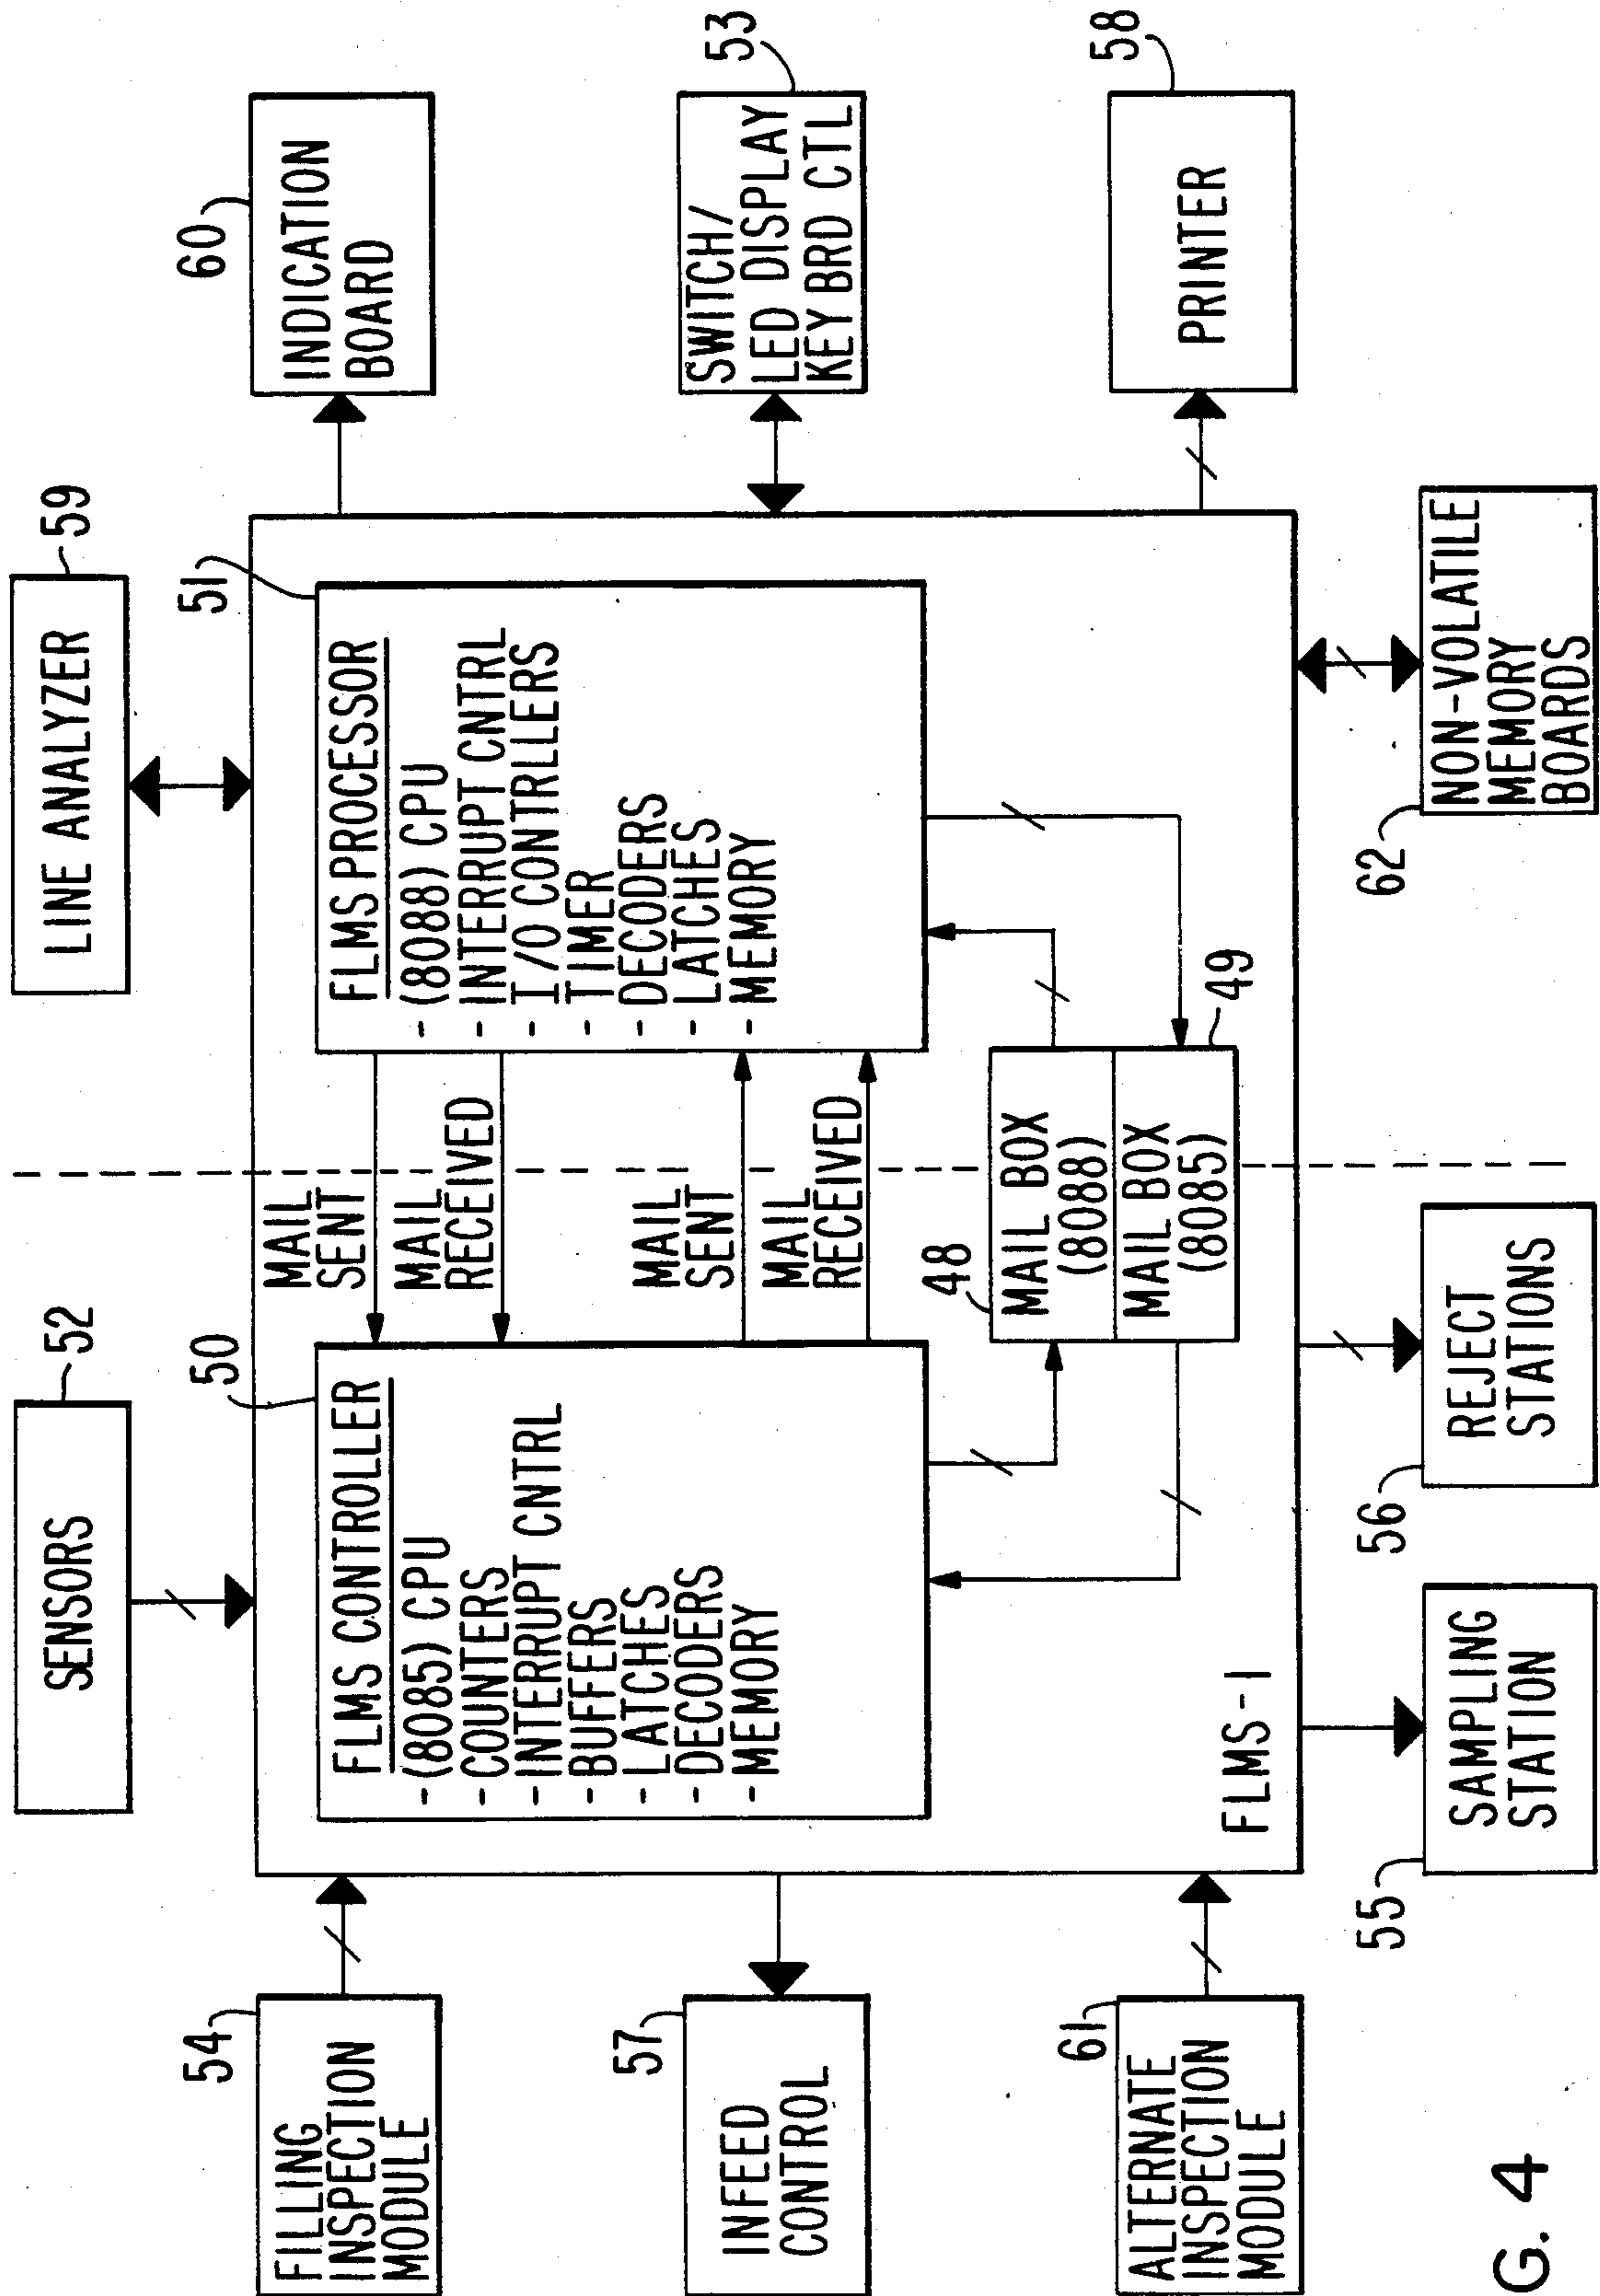 SENSORS
52
LINE ANALYZER
59
54
FILLING
INSPECTION
MODULE
57
INFEED
CONTROL
61
ALTERNATE
INSPECTION
MODULE
50
FLMS CONTROLLER
- (8085) CPU
- COUNTERS
- INTERRUPT CNTRL
- BUFFERS
- LATCHES
- DECODERS
- MEMORY
MAIL
SENT
MAIL
RECEIVED
MAIL
SENT
MAIL
RECEIVED
51
FLMS PROCESSOR
- (8088) CPU
- INTERRUPT CNTRL
- I/O CONTRLLERS
- TIMER
- DECODERS
- LATCHES
- MEMORY
48
MAIL BOX
(8088)
MAIL BOX
(8085)
49
FLMS-1
60
INDICATION
BOARD
53
SWITCH/
LED DISPLAY
KEY BRD CTL
58
PRINTER
55
SAMPLING
STATION
56
REJECT
STATIONS
62
NON-VOLATILE
MEMORY
BOARDS
G. 4